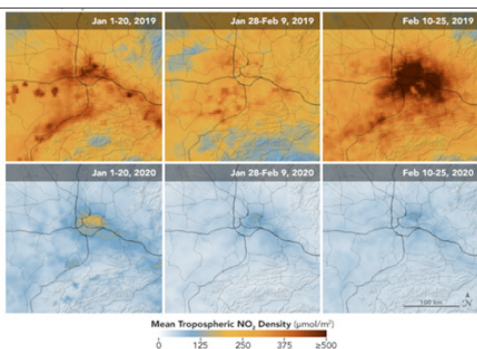 Jan 1-20, 2019
Jan 28-Feb 9, 2019
Feb 10-25, 2019
Jan 1-20, 2020
Jan 28-Feb 9, 2020
Feb 10-25, 2020
100 km
N
Mean Tropospheric NO₂ Density (μmol/m²)
0 125 250 375 ≥500